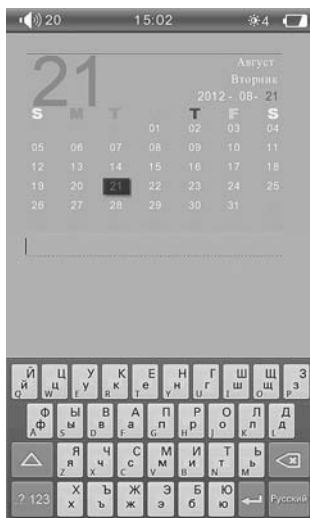 20 15:02 4
21
Август
Вторник
2012 - 08- 21
S M T T F S
01 02 03 04
05 06 07 08 09 10 11
12 13 14 15 16 17 18
19 20 21 22 23 24 25
26 27 28 29 30 31
Й й Q Ц ц W У у E К к R Е е T Н н Y Г г U Ш ш I Щ щ O З з P
Ф ф A Ы ы S В в D А а F П п G Р р H О о J Л л K Д д L
Я я Z Ч ч X С с C М м V И и B Т т N Ь ь M
.? 123 Х х Ъ ъ Ж ж Э э Б б Ю ю Русский